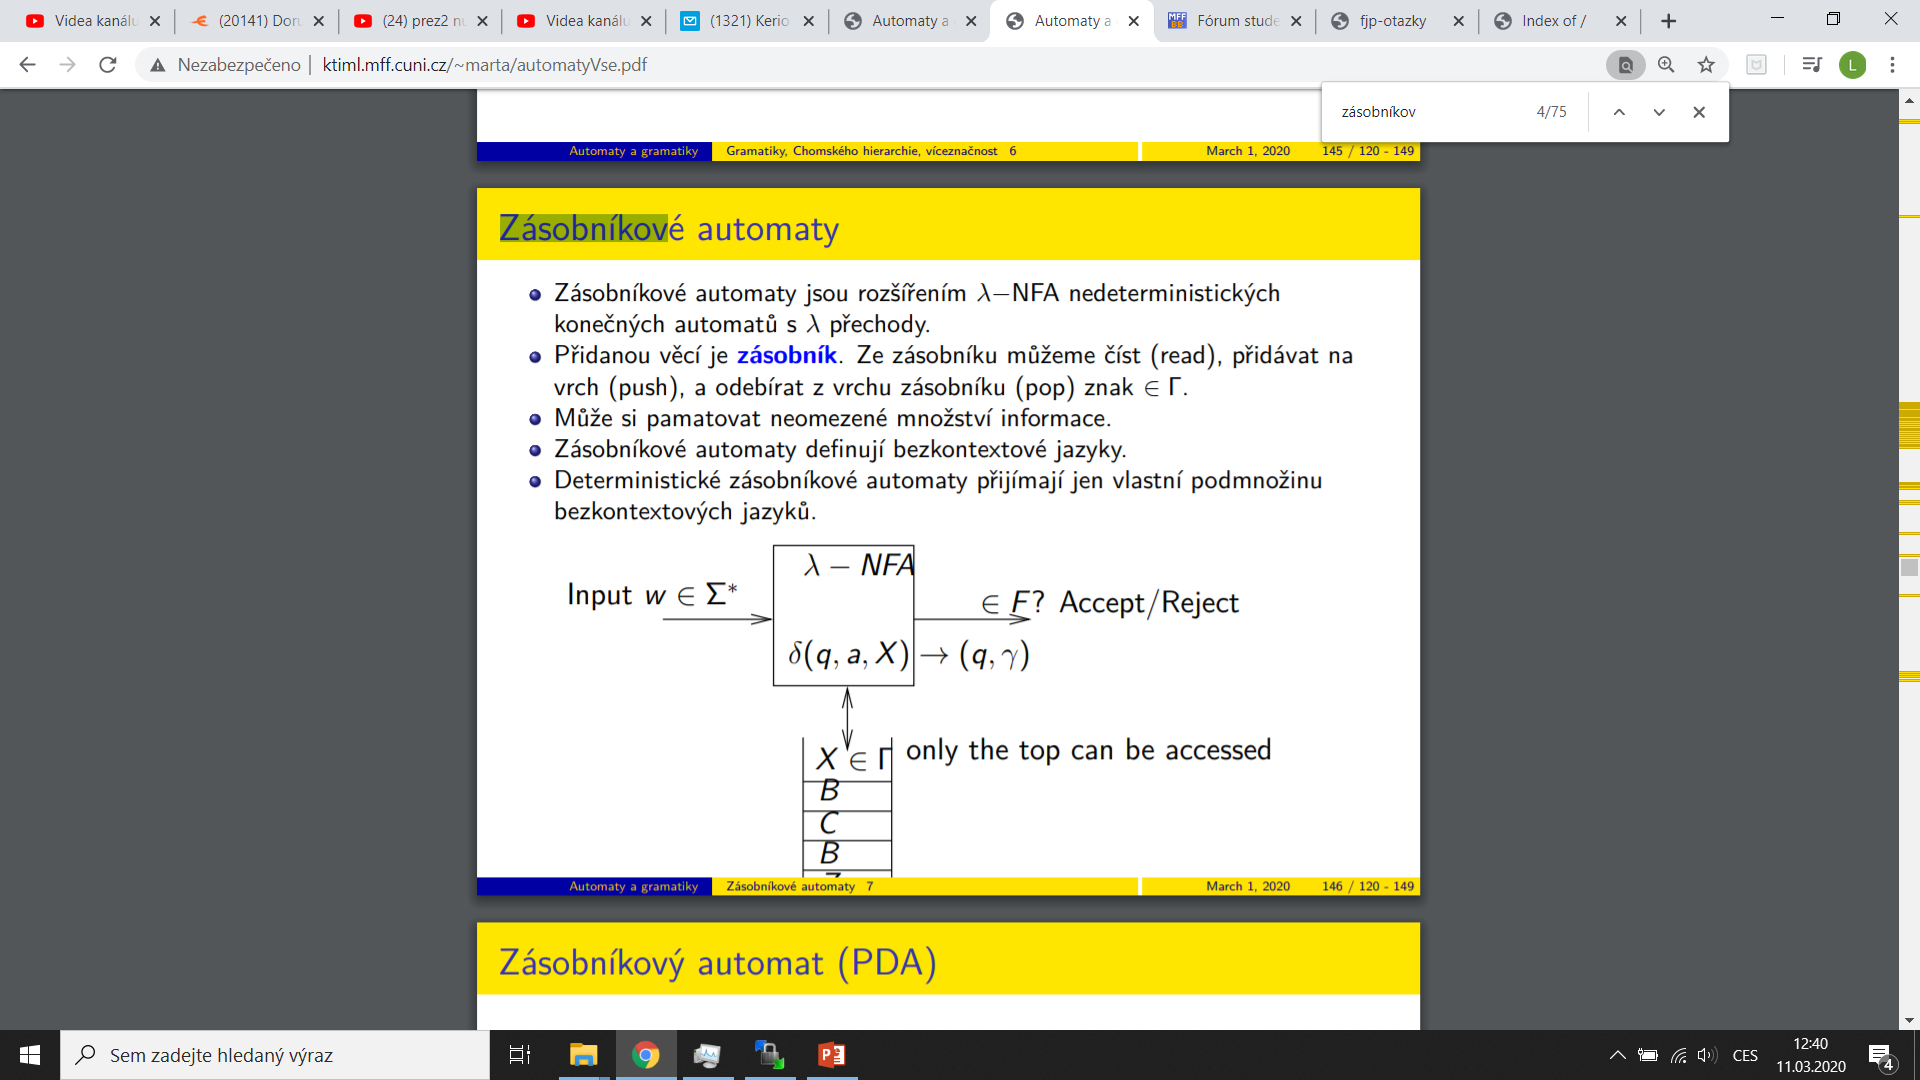 Videa kanálu
(20141) Doru
(24) prez2 nu
Videa kanálu
(1321) Kerio
Automaty a
Automaty a
Fórum stude
fjp-otazky
Index of /
Nezabezpečeno | ktiml.mff.cuni.cz/~marta/automatyVse.pdf
L
zásobníkov 4/75
Automaty a gramatiky Gramatiky, Chomského hierarchie, víceznačnost 6 March 1, 2020 145 / 120 - 149
Zásobníkové automaty
Zásobníkové automaty jsou rozšířením λ−NFA nedeterministických
konečných automatů s λ přechody.
Přidanou věcí je zásobník. Ze zásobníku můžeme číst (read), přidávat na
vrch (push), a odebírat z vrchu zásobníku (pop) znak ∈ Γ.
Může si pamatovat neomezené množství informace.
Zásobníkové automaty definují bezkontextové jazyky.
Deterministické zásobníkové automaty přijímají jen vlastní podmnožinu
bezkontextových jazyků.
λ − NFA
Input w ∈ Σ*
∈ F? Accept/Reject
δ(q, a, X) → (q, γ)
X ∈ Γ only the top can be accessed
B
C
B
Automaty a gramatiky Zásobníkové automaty 7 March 1, 2020 146 / 120 - 149
Zásobníkový automat (PDA)
Sem zadejte hledaný výraz
CES
12:40
11.03.2020
4